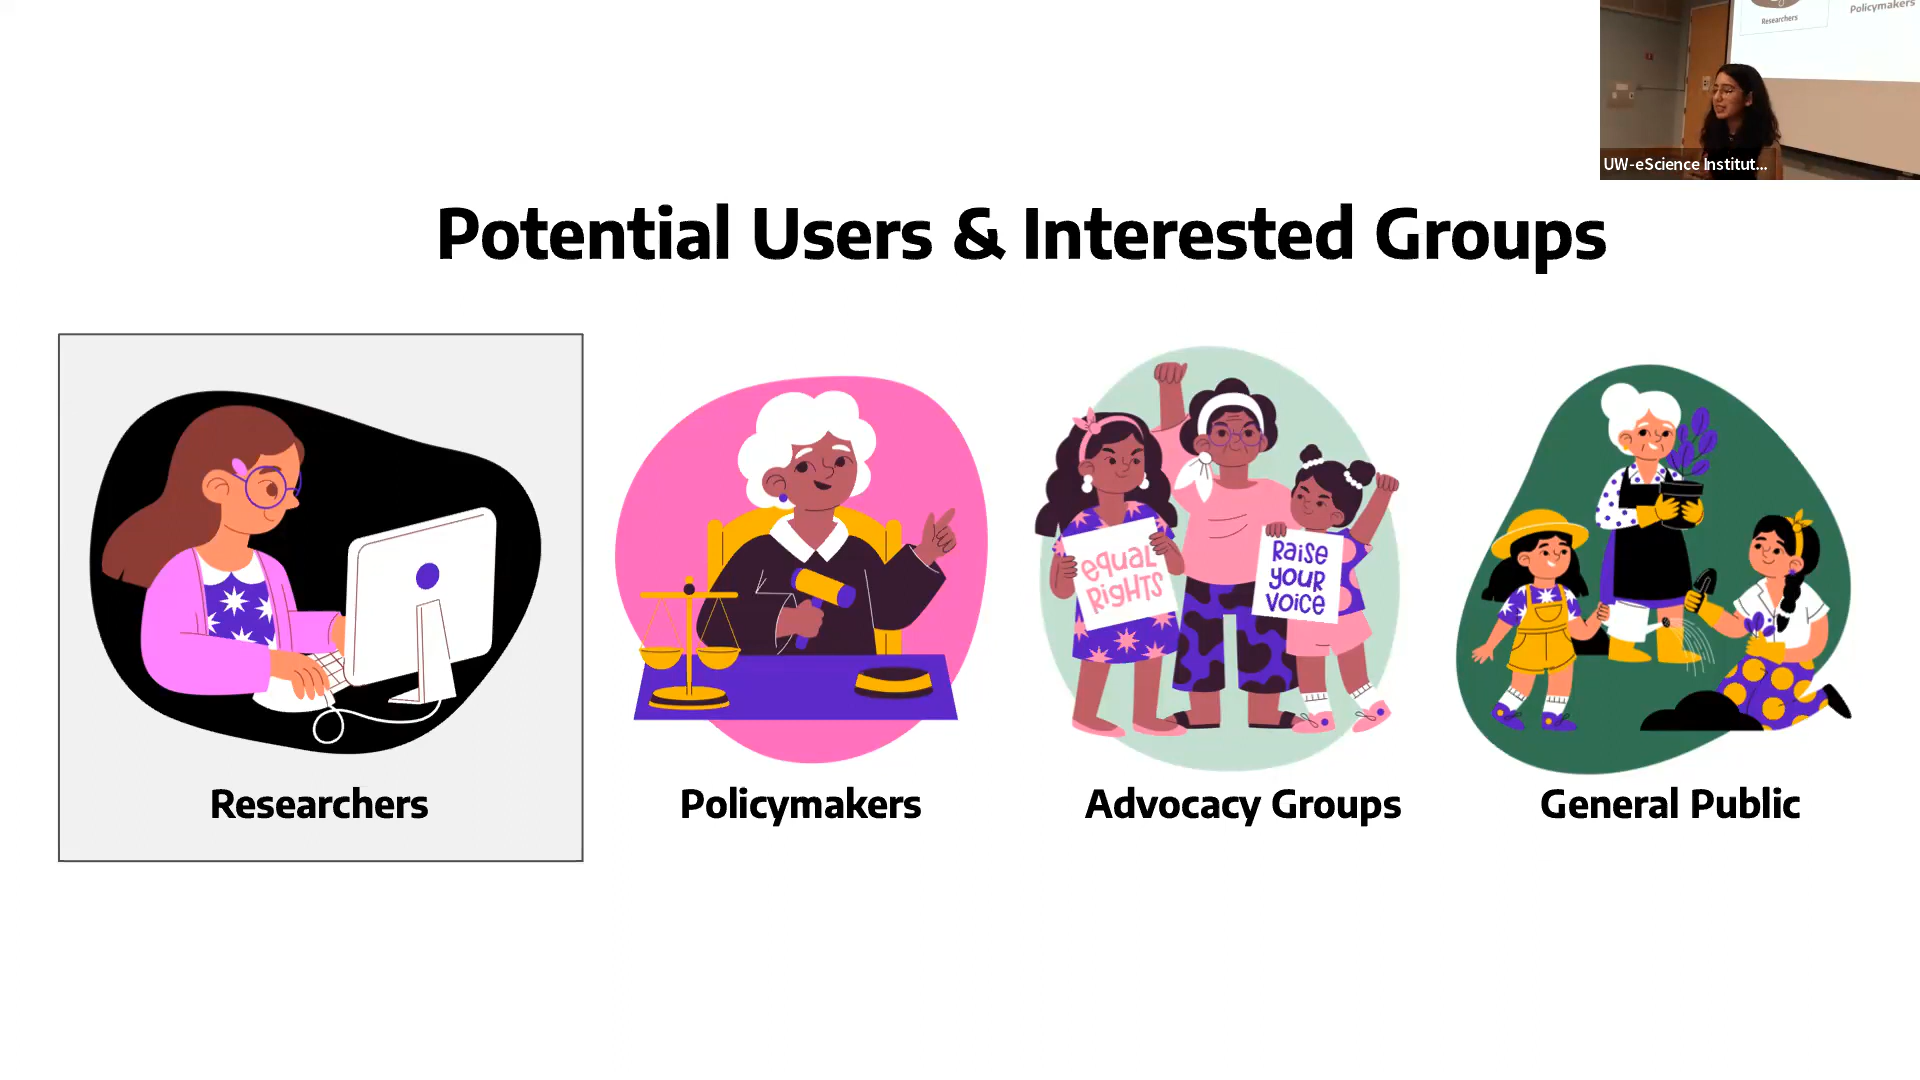 Researchers
Policymakers
UW-eScience Institut...
Potential Users & Interested Groups
equal
RigHTS
Raise
youR
voice
Researchers
Policymakers
Advocacy Groups
General Public